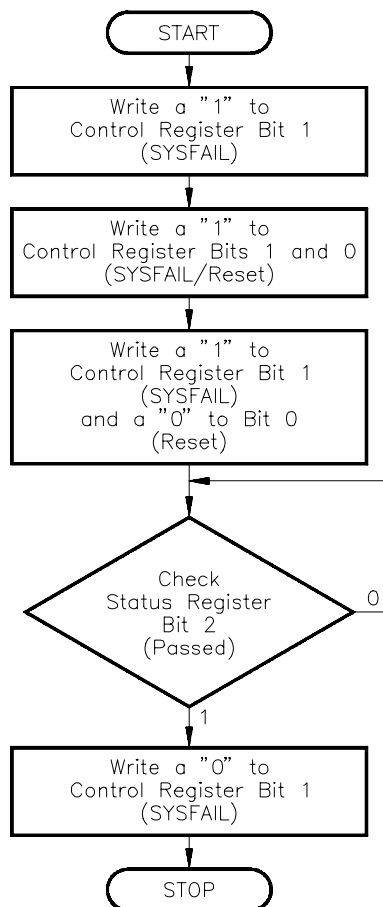 START
Write a "1" to
Control Register Bit 1
(SYSFAIL)
Write a "1" to
Control Register Bits 1 and 0
(SYSFAIL/Reset)
Write a "1" to
Control Register Bit 1
(SYSFAIL)
and a "0" to Bit 0
(Reset)
Check
Status Register
Bit 2
(Passed)
0
1
Write a "0" to
Control Register Bit 1
(SYSFAIL)
STOP